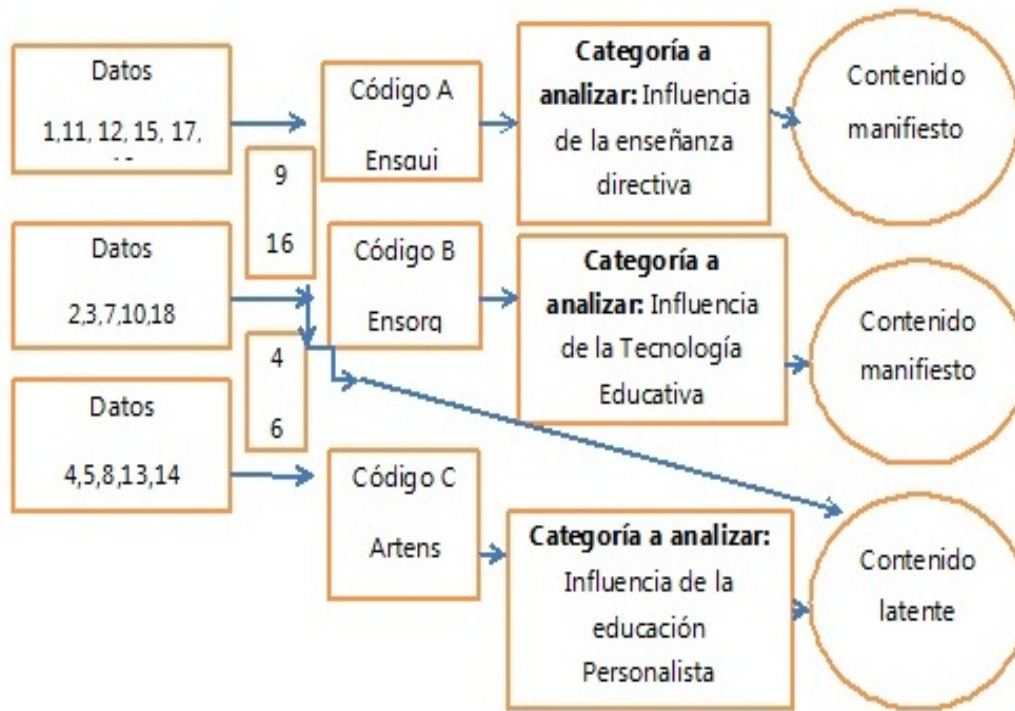 Datos
1,11, 12, 15, 17,
9
16
Código A
Ensqui
Categoría a
analizar: Influencia
de la enseñanza
directiva
Contenido
manifiesto
Datos
2,3,7,10,18
4
6
Código B
Ensorg
Categoría a
analizar: Influencia
de la Tecnología
Educativa
Contenido
manifiesto
Datos
4,5,8,13,14
Código C
Artens
Categoría a analizar:
Influencia de la
educación
Personalista
Contenido
latente